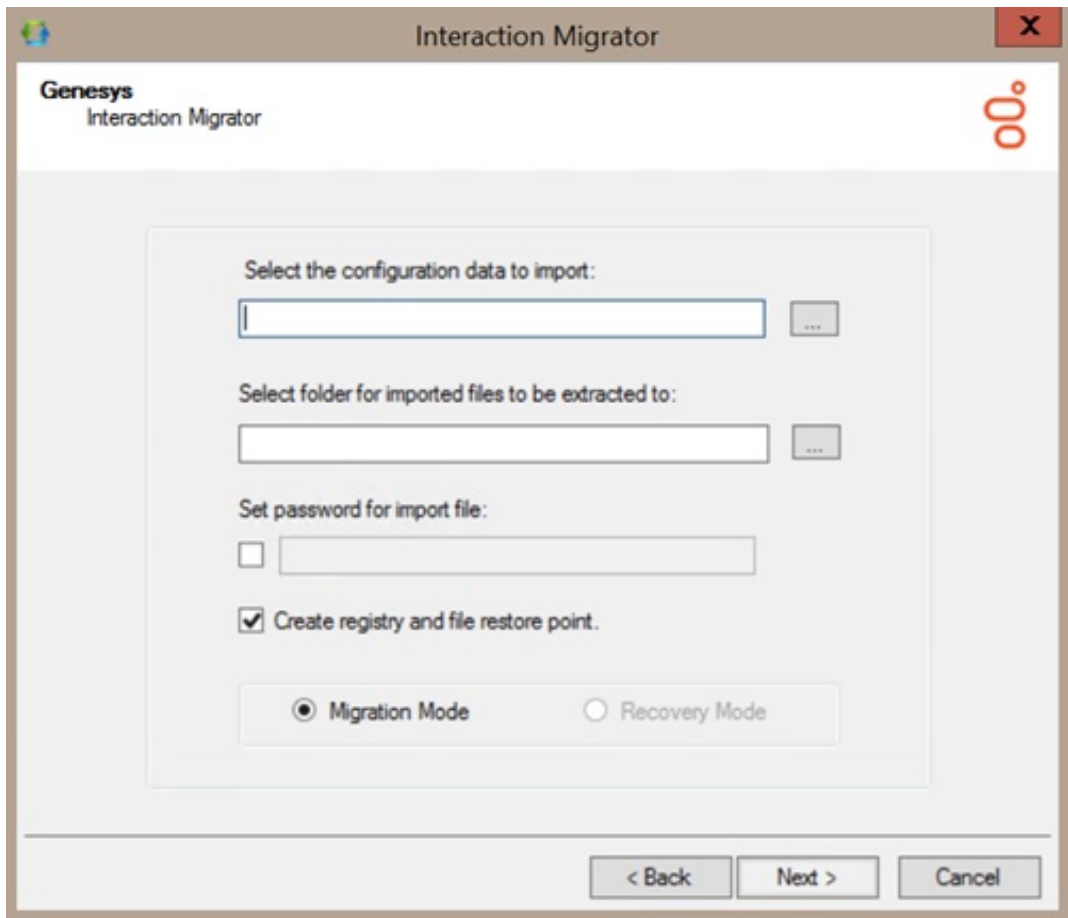 Interaction Migrator
X
Genesys
Interaction Migrator
Select the configuration data to import:
...
Select folder for imported files to be extracted to:
...
Set password for import file:
Create registry and file restore point.
Migration Mode Recovery Mode
< Back Next > Cancel